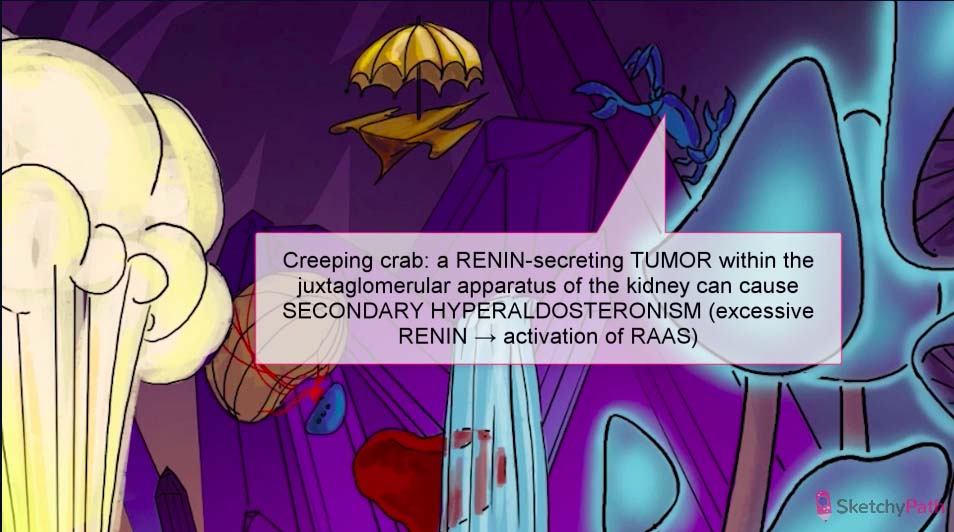 Creeping crab: a RENIN-secreting TUMOR within the
juxtaglomerular apparatus of the kidney can cause
SECONDARY HYPERALDOSTERONISM (excessive
RENIN → activation of RAAS)
SketchyPath